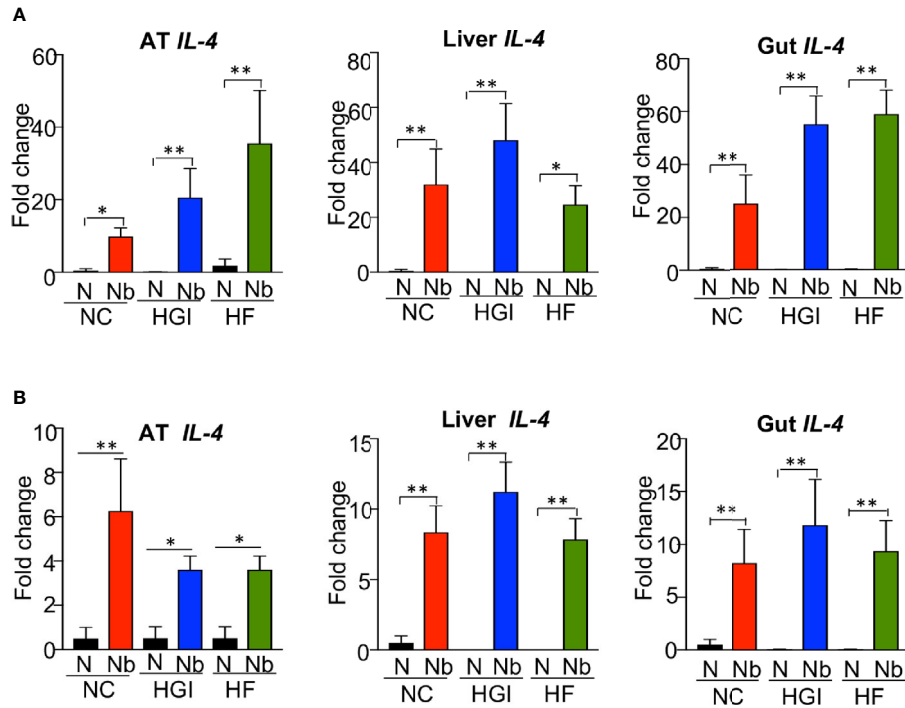 A
AT IL-4
Fold change
60
40
20
0
*
**
**
N Nb N Nb N Nb
NC HGI HF
Liver IL-4
Fold change
80
60
40
20
0
**
**
*
N Nb N Nb N Nb
NC HGI HF
Gut IL-4
Fold change
80
60
40
20
0
**
**
**
N Nb N Nb N Nb
NC HGI HF
B
AT IL-4
Fold change
10
8
6
4
2
0
**
*
*
N Nb N Nb N Nb
NC HGI HF
Liver IL-4
Fold change
15
10
5
0
**
**
**
N Nb N Nb N Nb
NC HGI HF
Gut IL-4
Fold change
20
15
10
5
0
**
**
**
N Nb N Nb N Nb
NC HGI HF